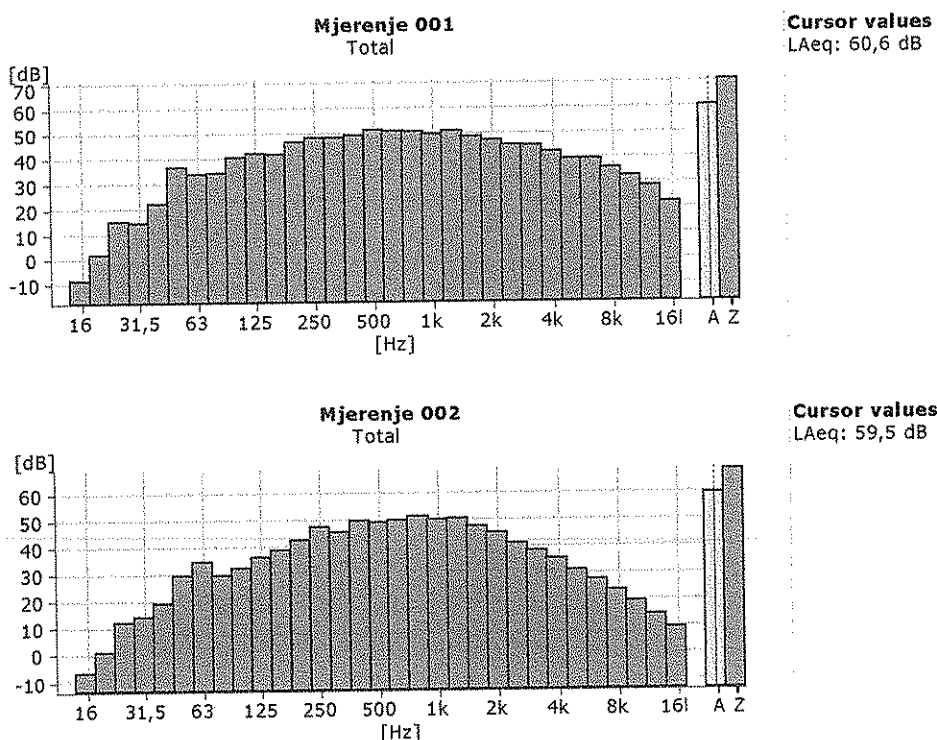 Mjerenje 001
Total
Cursor values
LAeq: 60,6 dB
[dB]
70
60
50
40
30
20
10
0
-10
16 31,5 63 125 250 500 1k 2k 4k 8k 16l A Z
[Hz]
Mjerenje 002
Total
Cursor values
LAeq: 59,5 dB
[dB]
60
50
40
30
20
10
0
-10
16 31,5 63 125 250 500 1k 2k 4k 8k 16l A Z
[Hz]